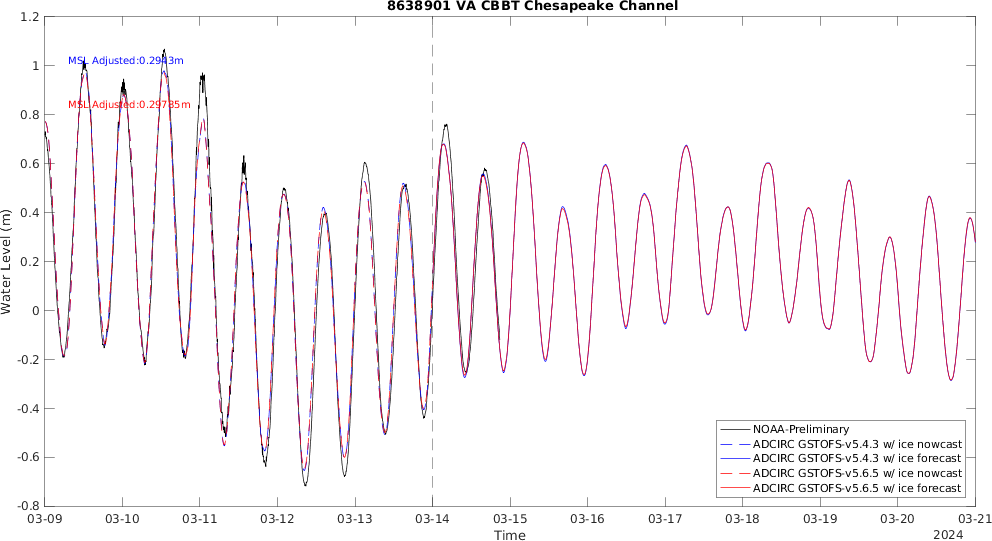 8638901 VA CBBT Chesapeake Channel
1.2
1
0.8
0.6
0.4
0.2
0
-0.2
-0.4
-0.6
-0.8
Water Level (m)
MSL Adjusted:0.2943m
MSL Adjusted:0.29785m
NOAA-Preliminary
ADCIRC GSTOFS-v5.4.3 w/ ice nowcast
ADCIRC GSTOFS-v5.4.3 w/ ice forecast
ADCIRC GSTOFS-v5.6.5 w/ ice nowcast
ADCIRC GSTOFS-v5.6.5 w/ ice forecast
03-09 03-10 03-11 03-12 03-13 03-14 03-15 03-16 03-17 03-18 03-19 03-20 03-21
Time
2024